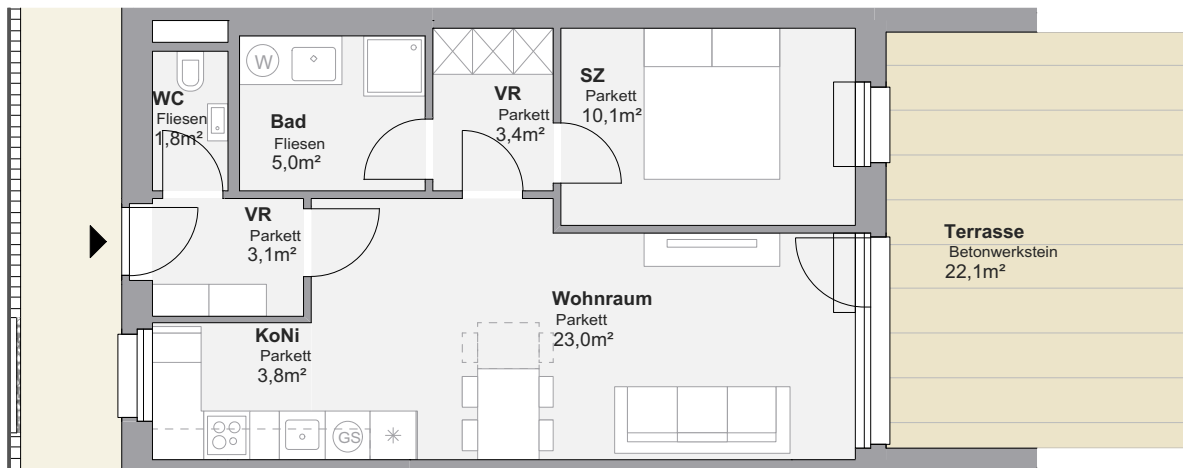 WC
Fliesen
1,8m²
W
Bad
Fliesen
5,0m²
VR
Parkett
3,4m²
SZ
Parkett
10,1m²
VR
Parkett
3,1m²
Terrasse
Betonwerkstein
22,1m²
Wohnraum
Parkett
23,0m²
KoNi
Parkett
3,8m²
GS